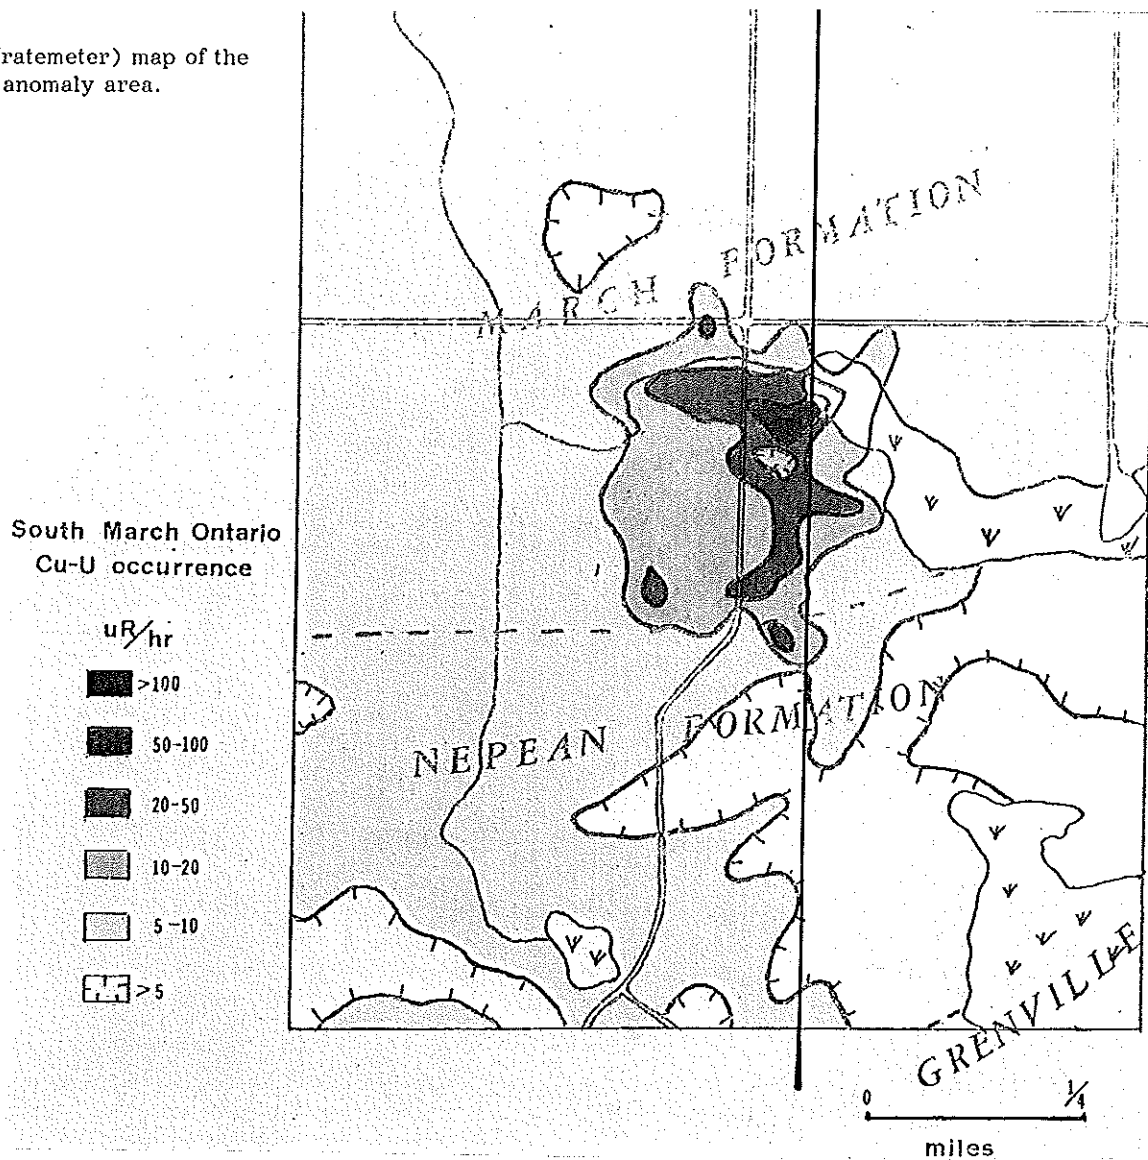 ratemeter) map of the
anomaly area.
MARCH FORMATION
South March Ontario
Cu-U occurrence
uR/hr
>100
50-100
20-50
10-20
5-10
>5
NEPEAN FORMATION
GRENVILLE
0 1/4
miles